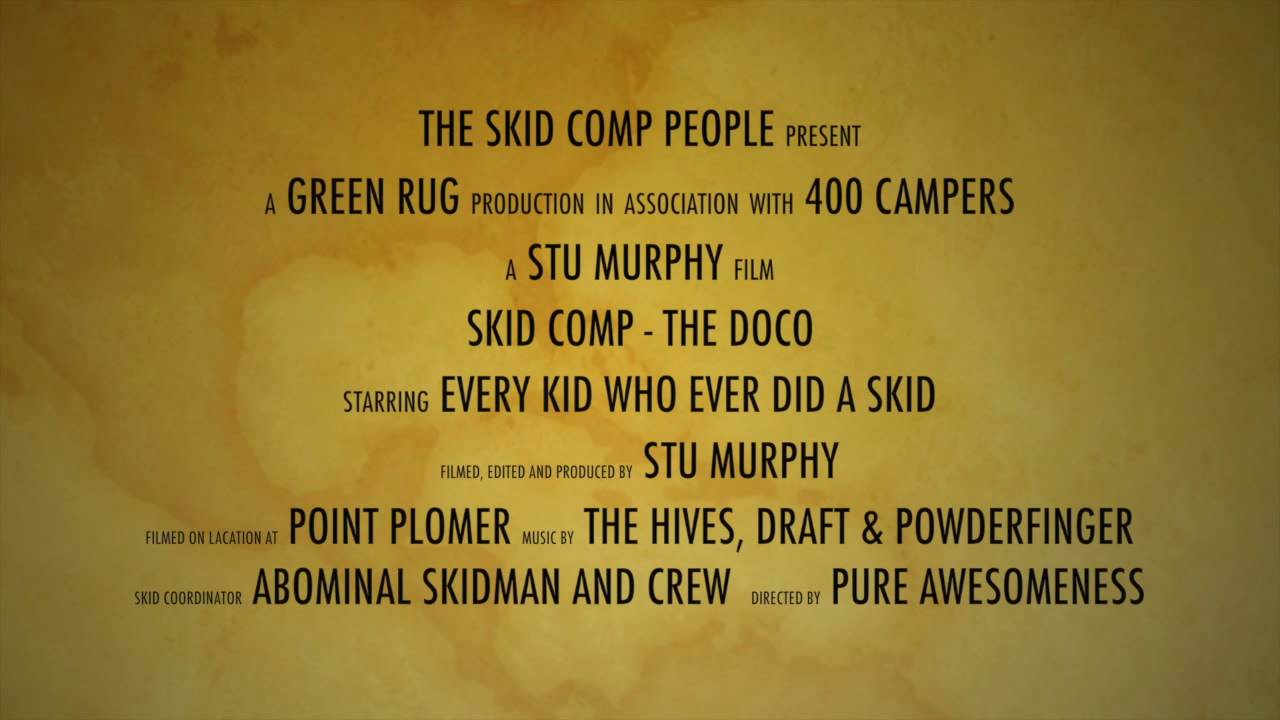 THE SKID COMP PEOPLE PRESENT
A GREEN RUG PRODUCTION IN ASSOCIATION WITH 400 CAMPERS
A STU MURPHY FILM
SKID COMP - THE DOCO
STARRING EVERY KID WHO EVER DID A SKID
FILMED, EDITED AND PRODUCED BY STU MURPHY
FILMED ON LACATION AT POINT PLOMER MUSIC BY THE HIVES, DRAFT & POWDERFINGER
SKID COORDINATOR ABOMINAL SKIDMAN AND CREW DIRECTED BY PURE AWESOMENESS